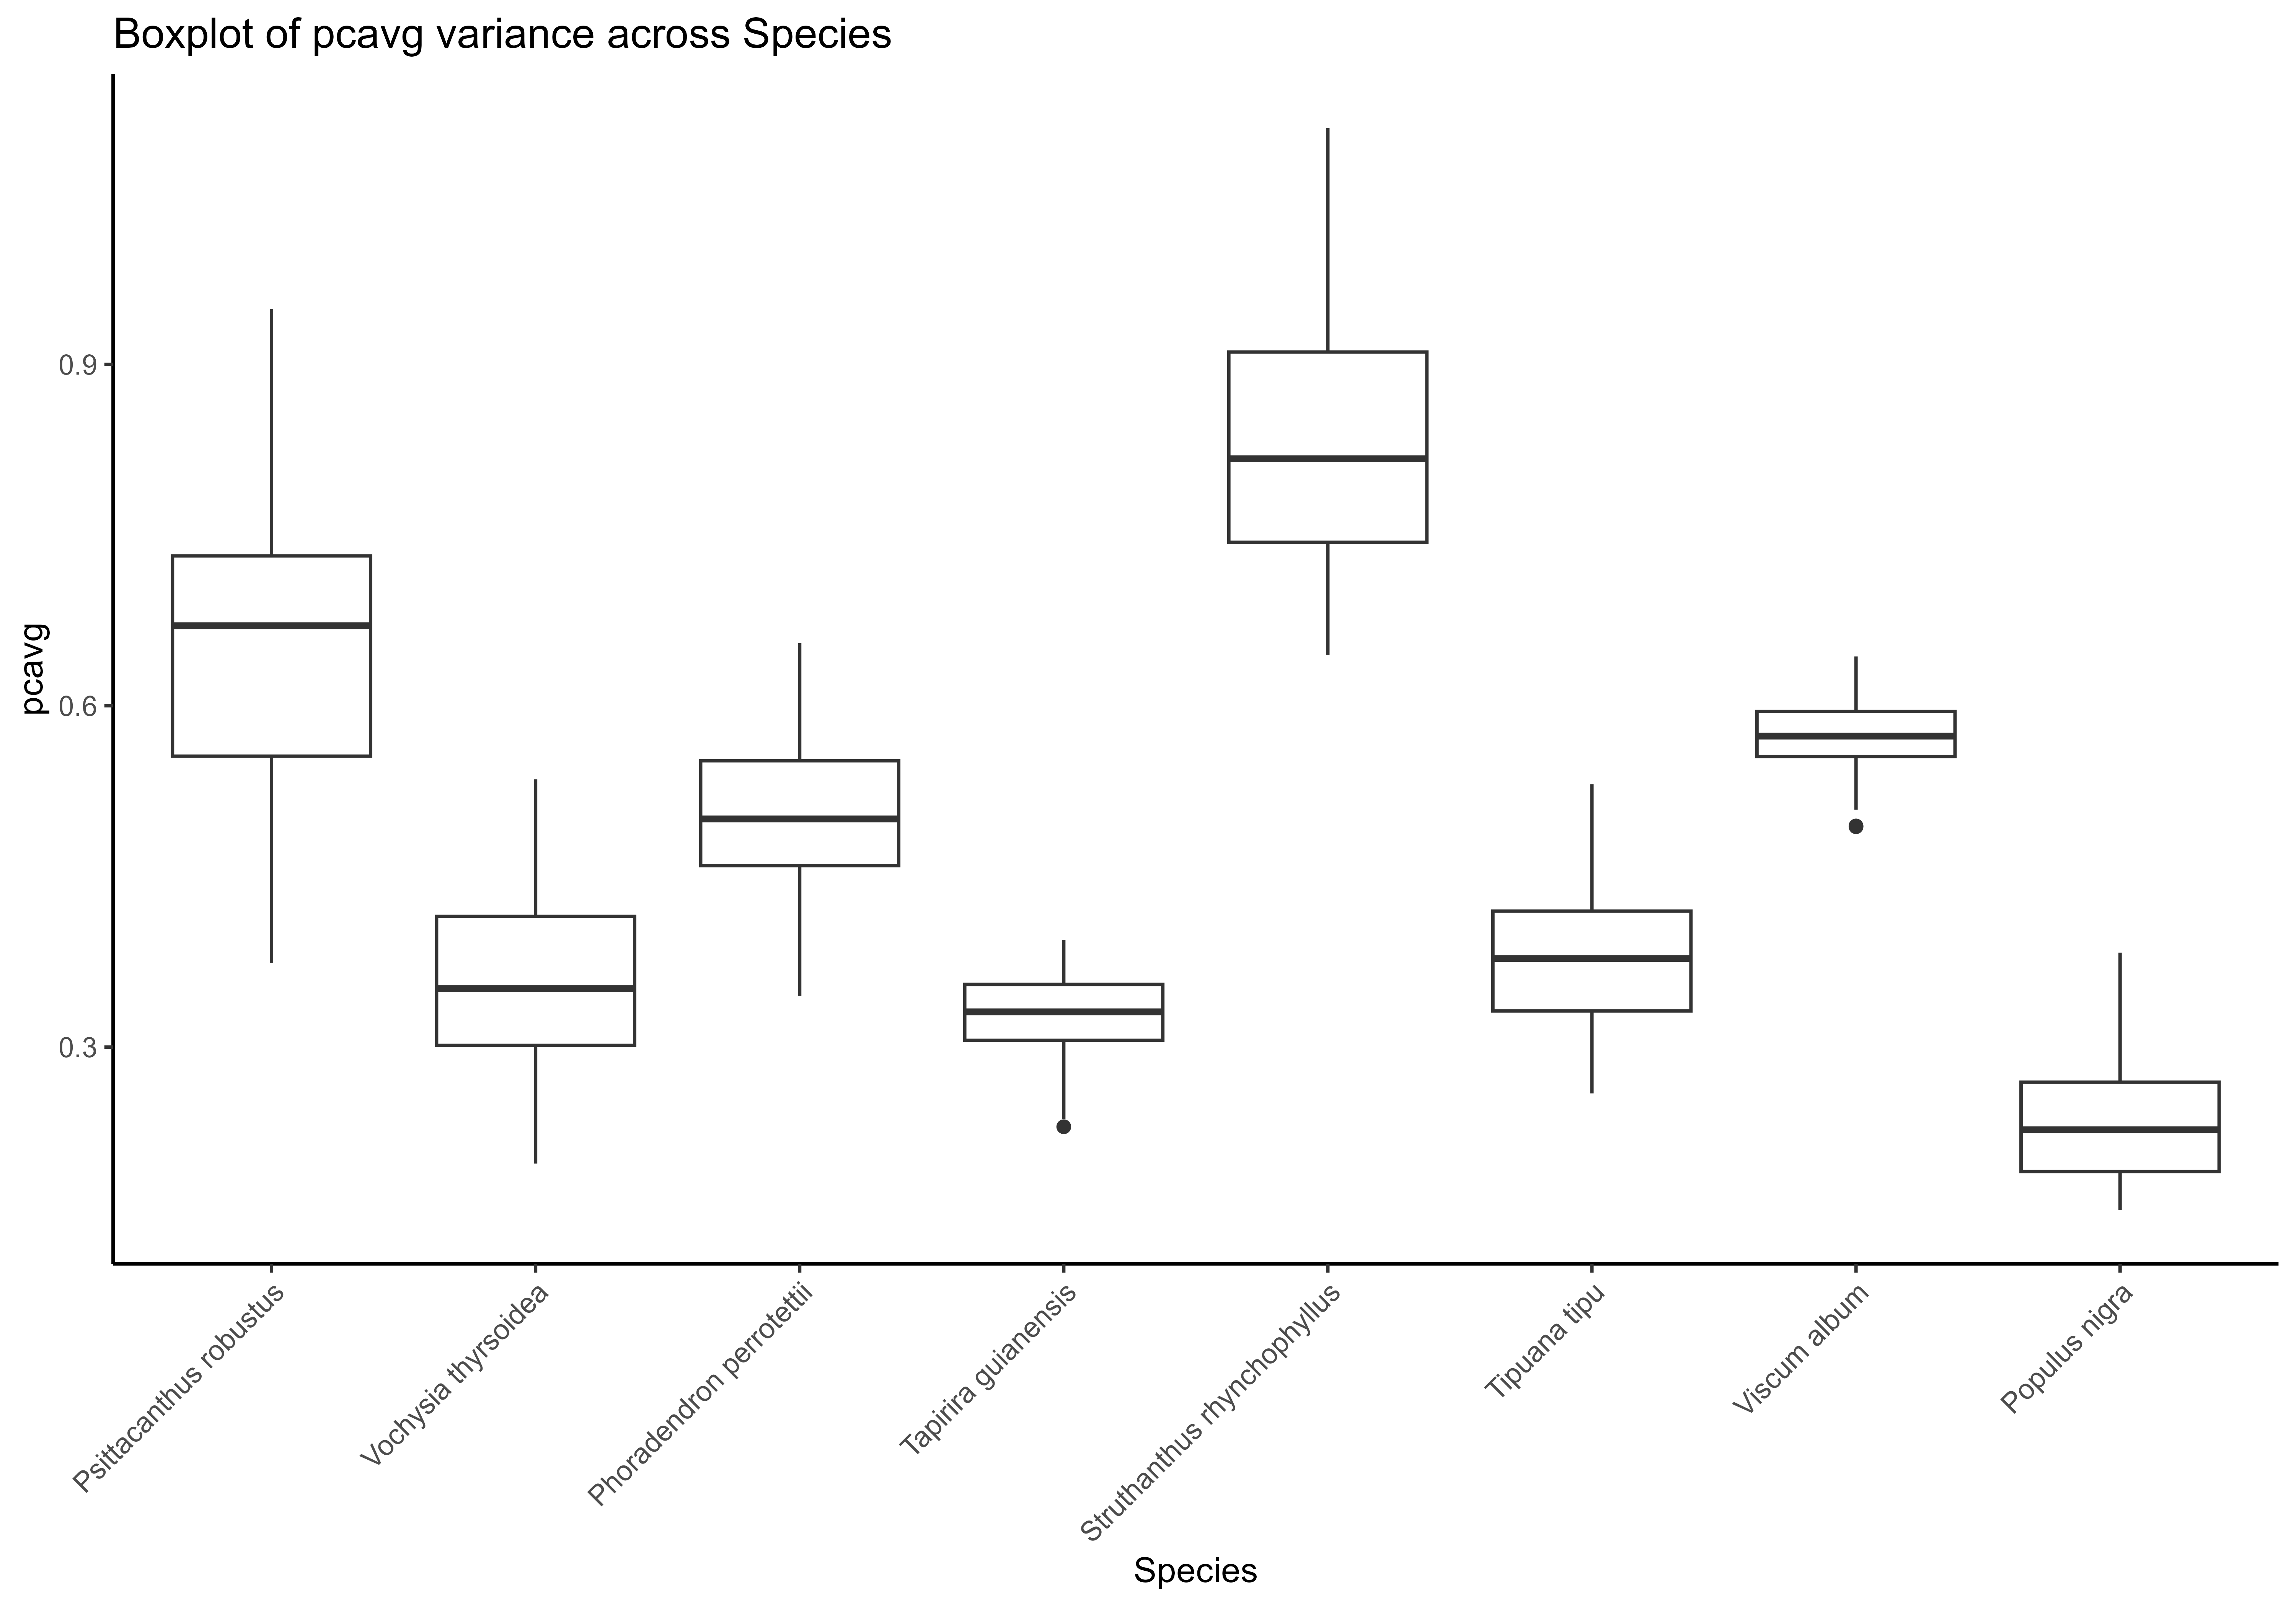 Boxplot of pcavg variance across Species
pcavg
0.9
0.6
0.3
Psittacanthus robustus
Vochysia thyrsoidea
Phoradendron perrotettii
Tapirira guianensis
Struthanthus rhynchophyllus
Tipuana tipu
Viscum album
Populus nigra
Species